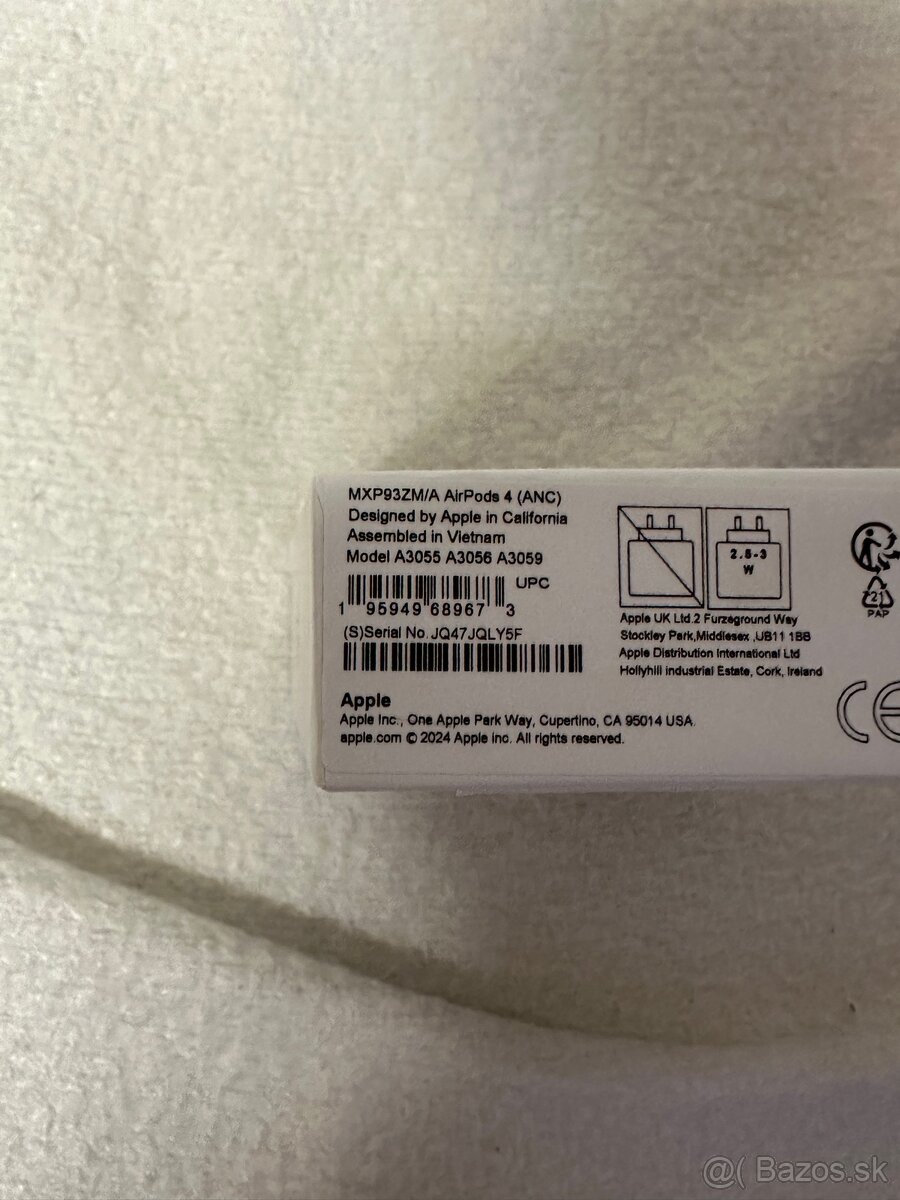 MXP93ZM/A AirPods 4 (ANC)
Designed by Apple in California
Assembled in Vietnam
Model A3055 A3056 A3059
UPC
1 95949 68967 3
(S)Serial No. JQ47JQLY5F
Apple
Apple Inc., One Apple Park Way, Cupertino, CA 95014 USA.
apple.com © 2024 Apple inc. All rights reserved.
2.5-3
W
Apple UK Ltd.2 Furzeground Way
Stockley Park,Middlesex ,UB11 1BB
Apple Distribution International Ltd
Hollyhill industrial Estate, Cork, Ireland
21
PAP
CE
@( Bazos.sk